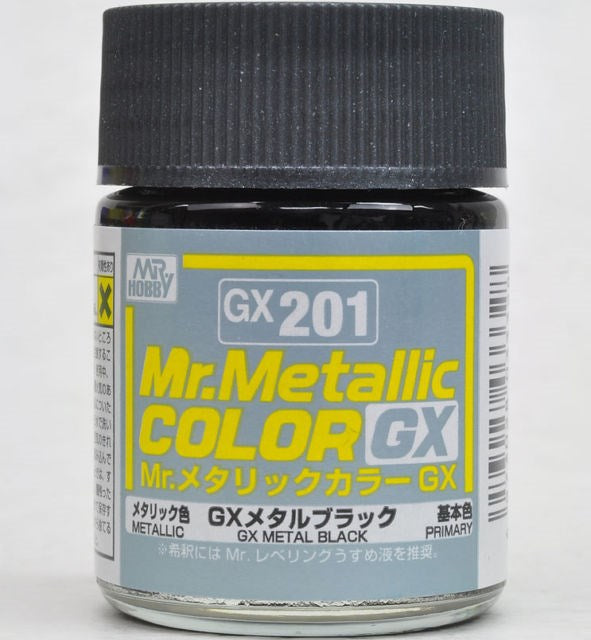 MR.
HOBBY
GX 201
Mr.Metallic
COLOR GX
Mr.メタリックカラー GX
メタリック色 GXメタルブラック 基本色
METALLIC GX METAL BLACK PRIMARY
※希釈にはMr.レベリングうすめ液を推奨。